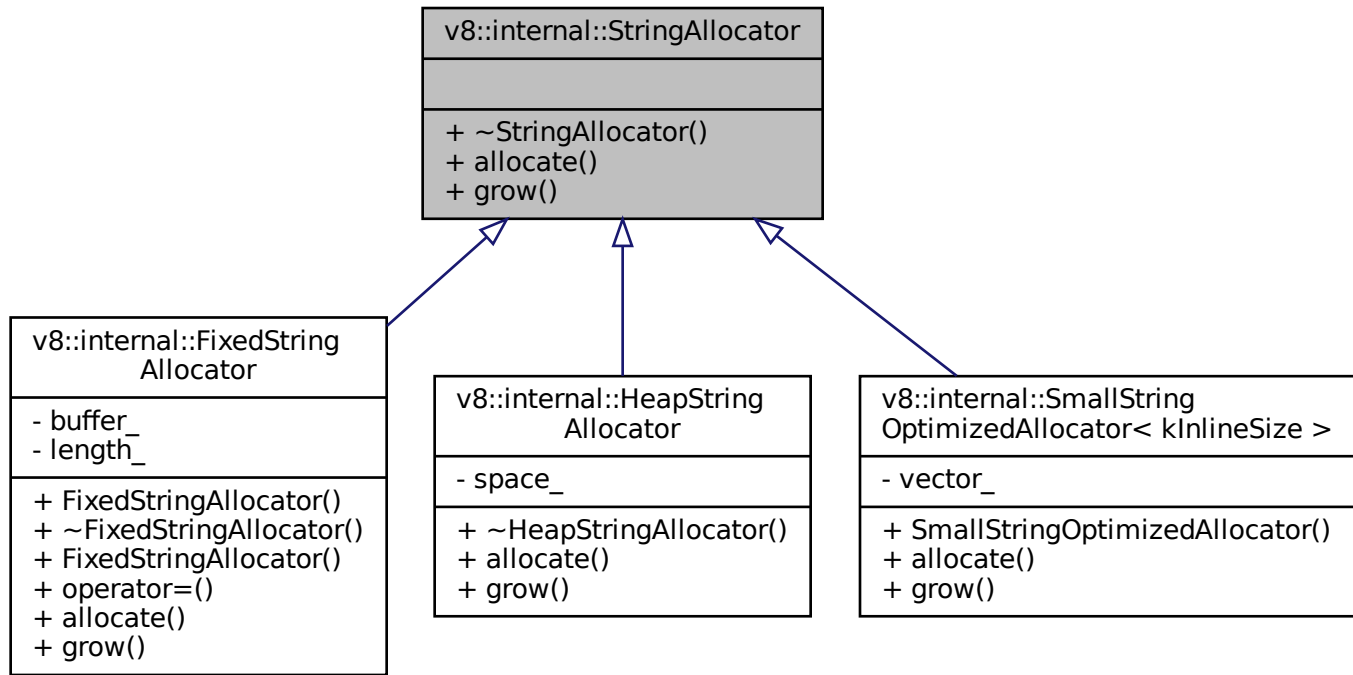 v8::internal::StringAllocator
+ ~StringAllocator()
+ allocate()
+ grow()
v8::internal::FixedString
Allocator
- buffer_
- length_
+ FixedStringAllocator()
+ ~FixedStringAllocator()
+ FixedStringAllocator()
+ operator=()
+ allocate()
+ grow()
v8::internal::HeapString
Allocator
- space_
+ ~HeapStringAllocator()
+ allocate()
+ grow()
v8::internal::SmallString
OptimizedAllocator< kInlineSize >
- vector_
+ SmallStringOptimizedAllocator()
+ allocate()
+ grow()